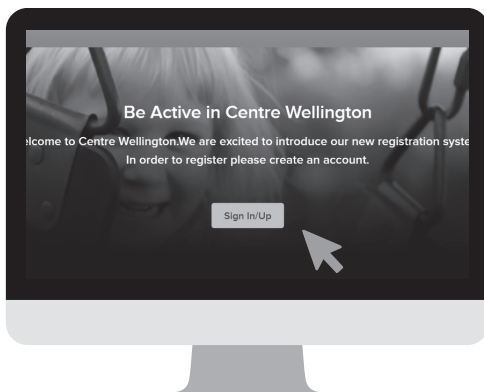 Be Active in Centre Wellington
elcome to Centre Wellington.We are excited to introduce our new registration syste
In order to register please create an account.
Sign In/Up